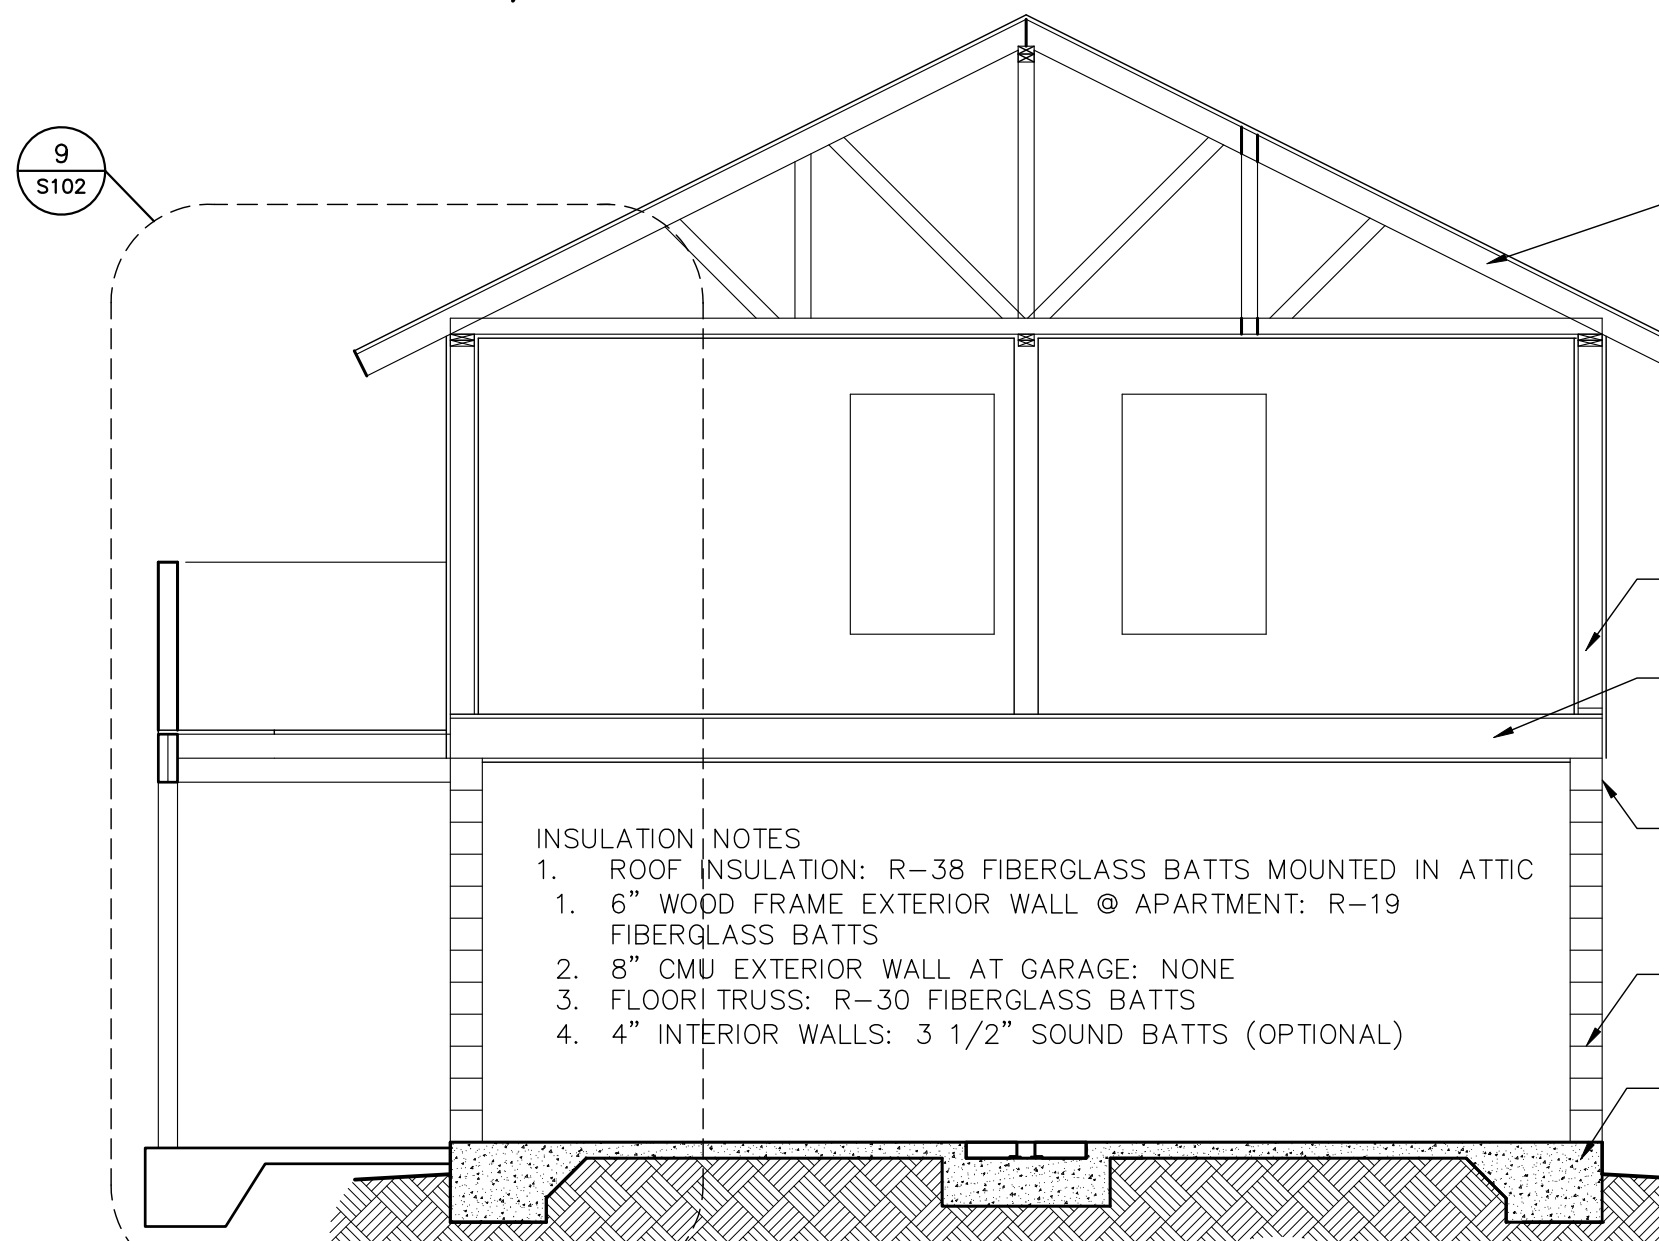 9
S102
INSULATION NOTES
1. ROOF INSULATION: R-38 FIBERGLASS BATTS MOUNTED IN ATTIC
1. 6" WOOD FRAME EXTERIOR WALL @ APARTMENT: R-19
FIBERGLASS BATTS
2. 8" CMU EXTERIOR WALL AT GARAGE: NONE
3. FLOOR TRUSS: R-30 FIBERGLASS BATTS
4. 4" INTERIOR WALLS: 3 1/2" SOUND BATTS (OPTIONAL)